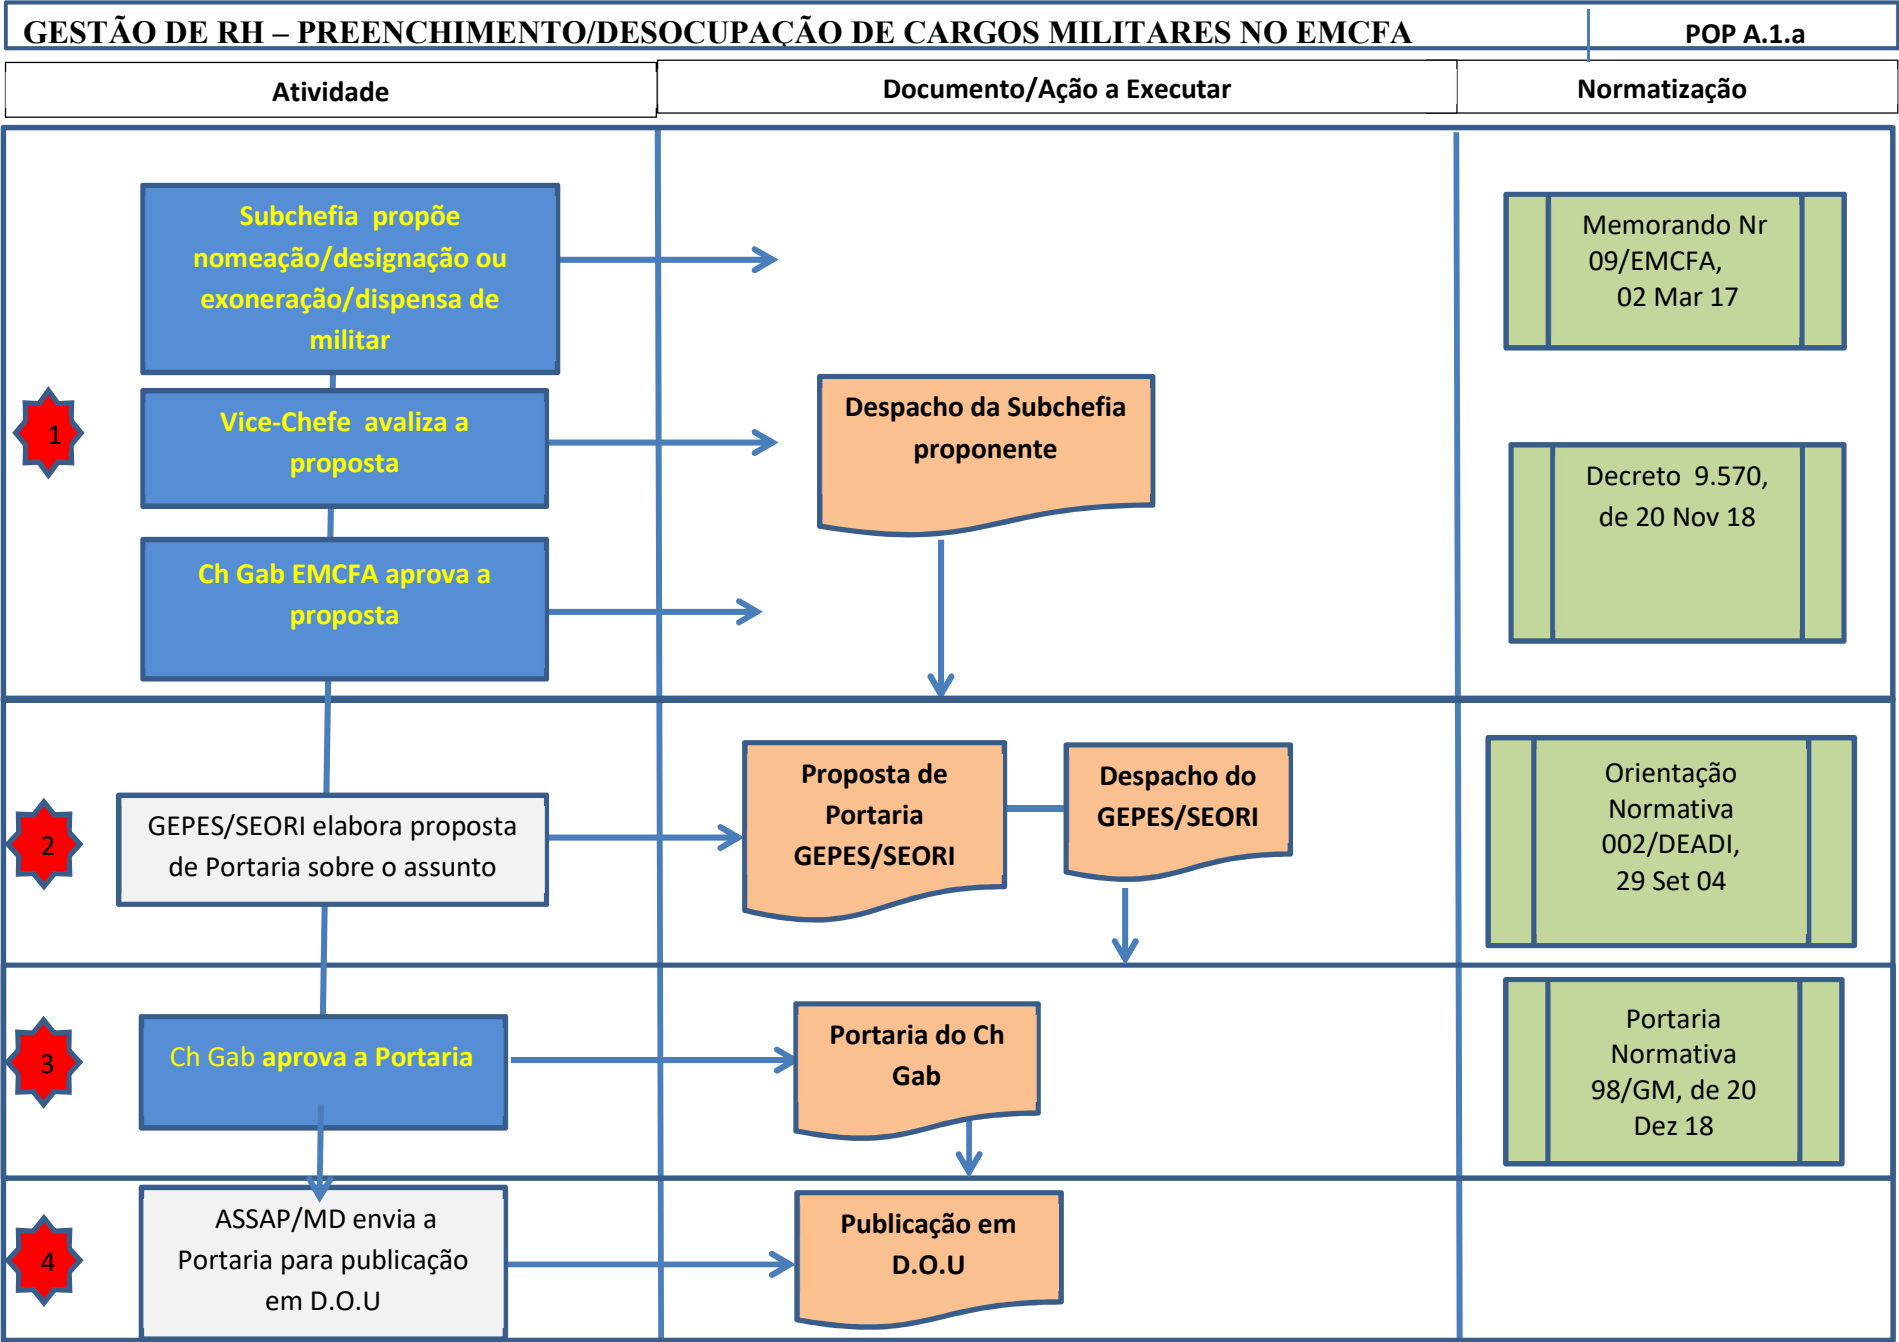 GESTÃO DE RH – PREENCHIMENTO/DESOCUPAÇÃO DE CARGOS MILITARES NO EMCFA
POP A.1.a
Atividade
Documento/Ação a Executar
Normatização
1
Subchefia propõe
nomeação/designação ou
exoneração/dispensa de
militar
Vice-Chefe avaliza a
proposta
Ch Gab EMCFA aprova a
proposta
Despacho da Subchefia
proponente
Memorando Nr
09/EMCFA,
02 Mar 17
Decreto 9.570,
de 20 Nov 18
2
GEPES/SEORI elabora proposta
de Portaria sobre o assunto
Proposta de
Portaria
GEPES/SEORI
Despacho do
GEPES/SEORI
Orientação
Normativa
002/DEADI,
29 Set 04
3
Ch Gab aprova a Portaria
Portaria do Ch
Gab
Portaria
Normativa
98/GM, de 20
Dez 18
4
ASSAP/MD envia a
Portaria para publicação
em D.O.U
Publicação em
D.O.U